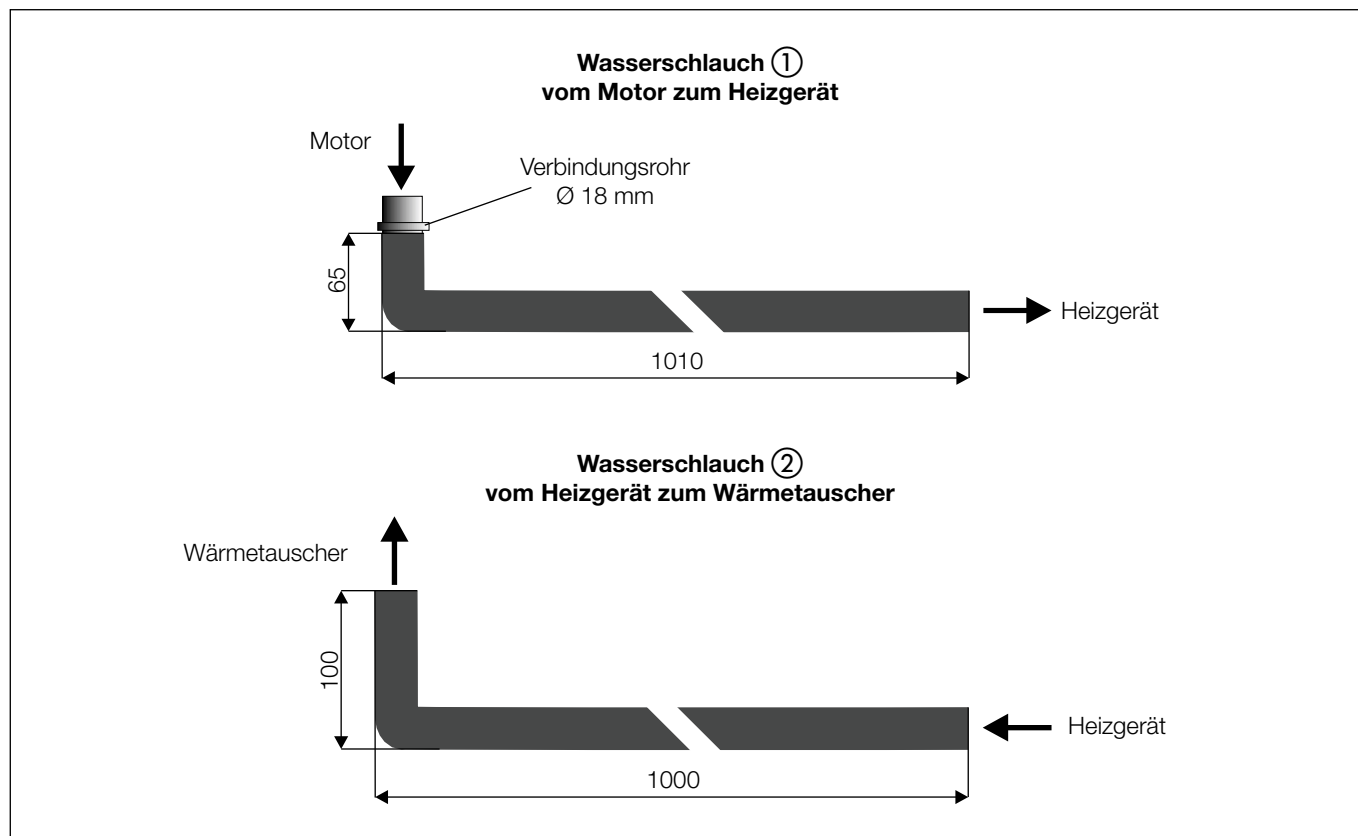 Wasserschlauch ①
vom Motor zum Heizgerät
Motor
Verbindungsrohr
Ø 18 mm
65
Heizgerät
1010
Wasserschlauch ②
vom Heizgerät zum Wärmetauscher
Wärmetauscher
100
Heizgerät
1000